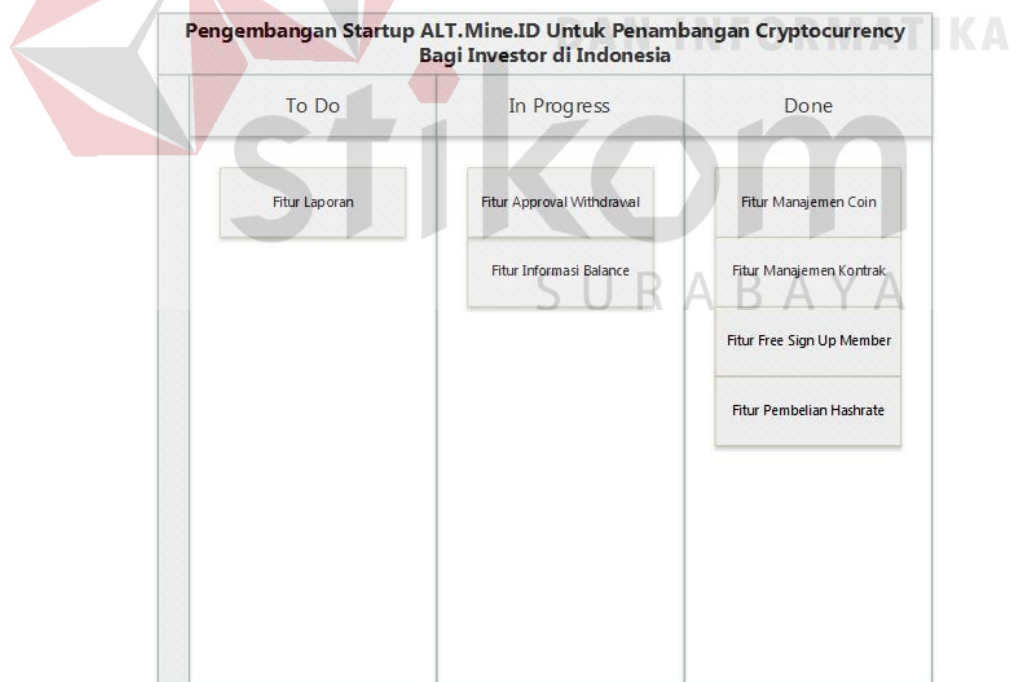 DAN INFORMATIKA
Pengembangan Startup ALT.Mine.ID Untuk Penambangan Cryptocurrency
Bagi Investor di Indonesia
To Do
In Progress
Done
stikom
SURABAYA
Fitur Laporan
Fitur Approval Withdrawal
Fitur Informasi Balance
Fitur Manajemen Coin
Fitur Manajemen Kontrak
Fitur Free Sign Up Member
Fitur Pembelian Hashrate